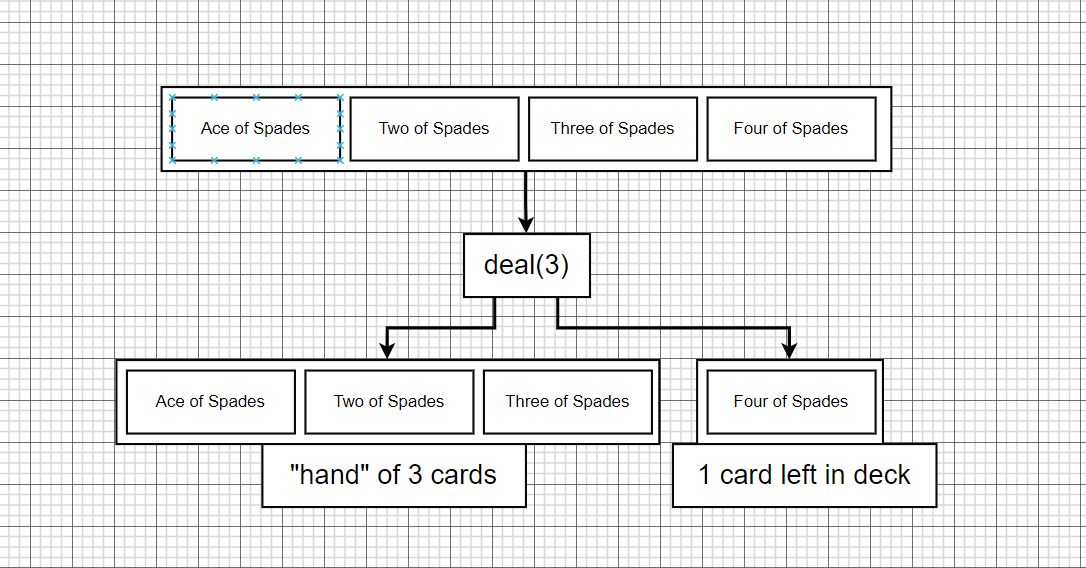 Ace of Spades
Two of Spades
Three of Spades
Four of Spades
deal(3)
Ace of Spades
Two of Spades
Three of Spades
Four of Spades
"hand" of 3 cards
1 card left in deck